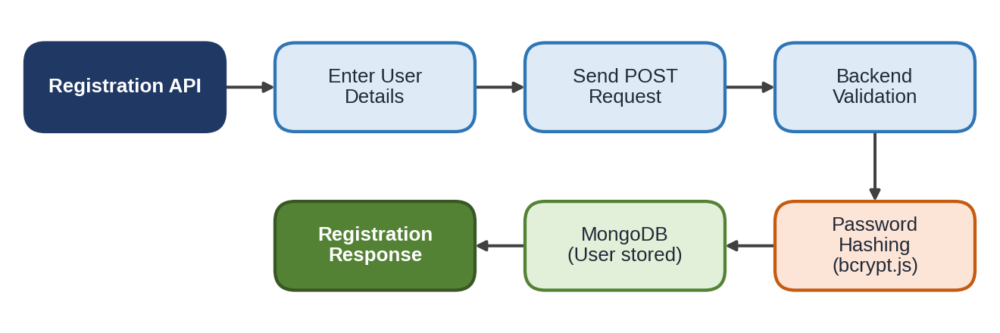 Registration API
Enter User
Details
Send POST
Request
Backend
Validation
Password
Hashing
(bcrypt.js)
MongoDB
(User stored)
Registration
Response